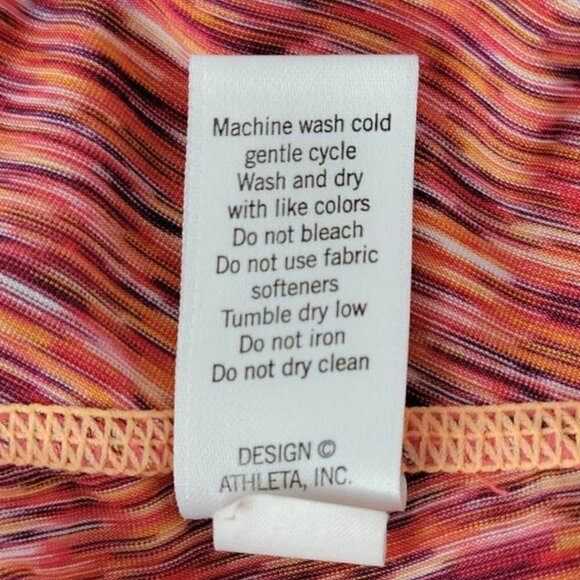 Machine wash cold
gentle cycle
Wash and dry
with like colors
Do not bleach
Do not use fabric
softeners
Tumble dry low
Do not iron
Do not dry clean
DESIGN ©
ATHLETA, INC.